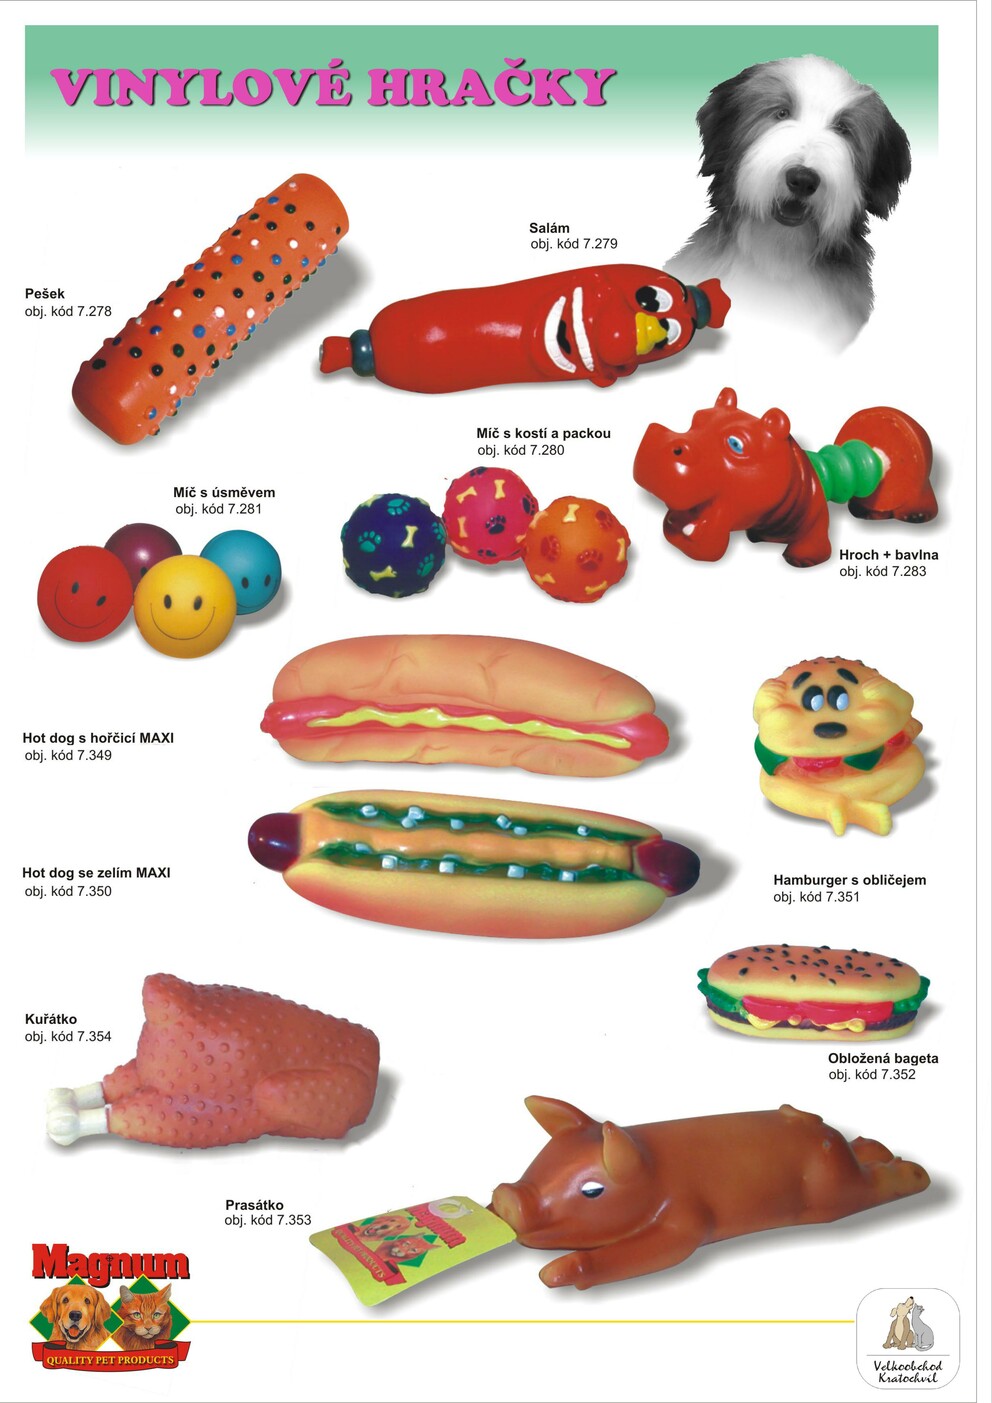 VINYLOVÉ HRAČKY
Salám
obj. kód 7.279
Pešek
obj. kód 7.278
Míč s kostí a packou
obj. kód 7.280
Míč s úsměvem
obj. kód 7.281
Hroch + bavlna
obj. kód 7.283
Hot dog s hořčicí MAXI
obj. kód 7.349
Hot dog se zelím MAXI
obj. kód 7.350
Hamburger s obličejem
obj. kód 7.351
Kuřátko
obj. kód 7.354
Obložená bageta
obj. kód 7.352
Prasátko
obj. kód 7.353
Magnum
Magnum
QUALITY PET PRODUCTS
Velkoobchod
Kratochvíl